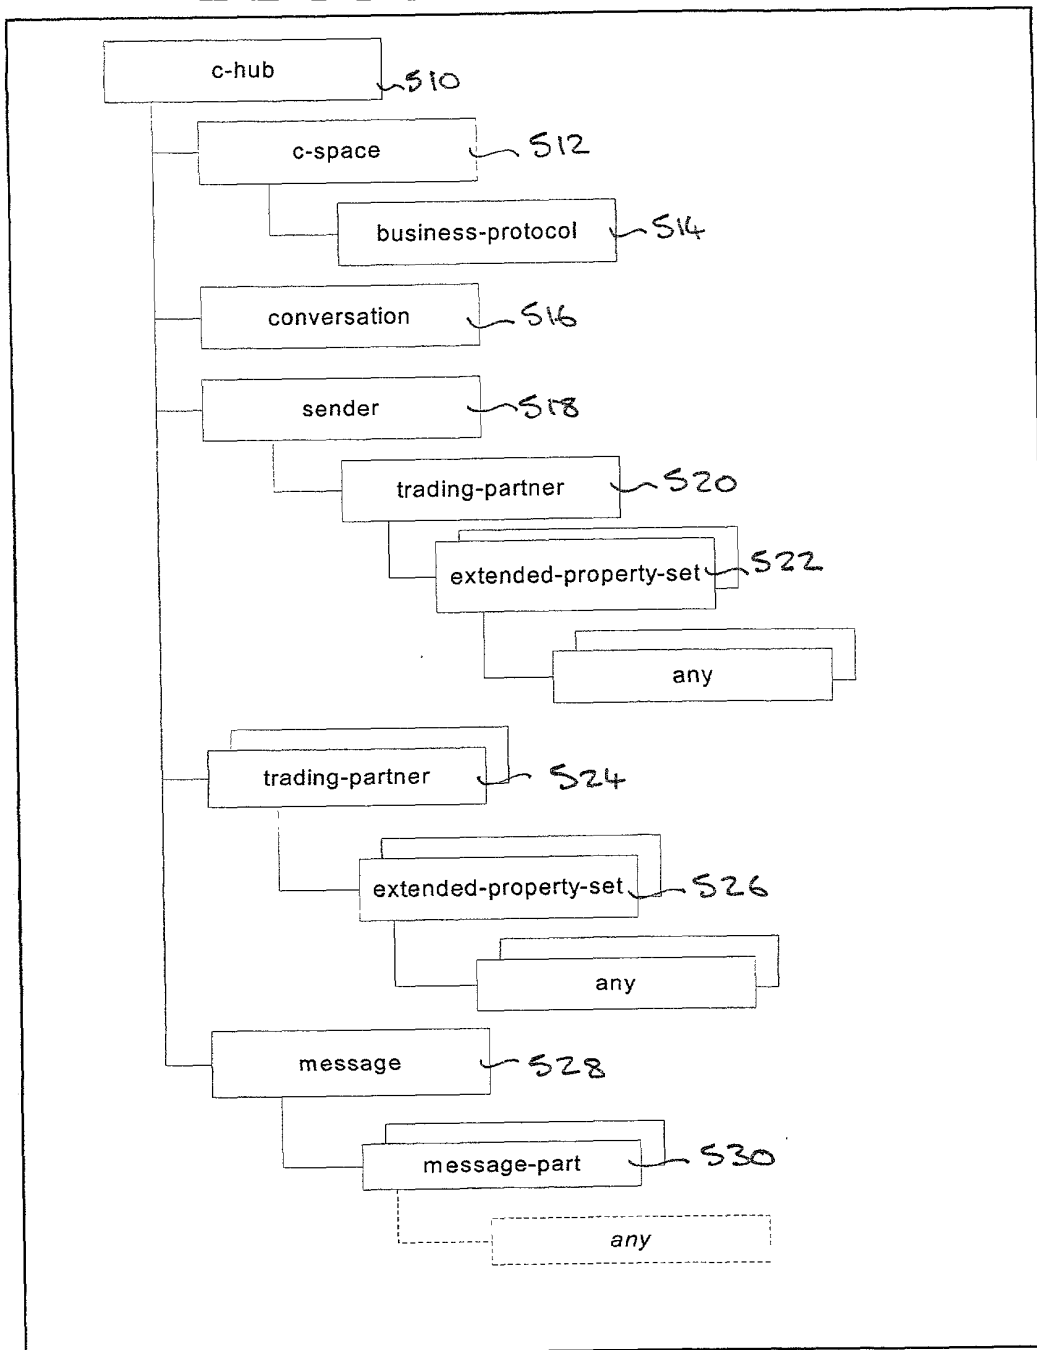 c-hub 510
c-space 512
business-protocol 514
conversation 516
sender 518
trading-partner 520
extended-property-set 522
any
trading-partner 524
extended-property-set 526
any
message 528
message-part 530
any